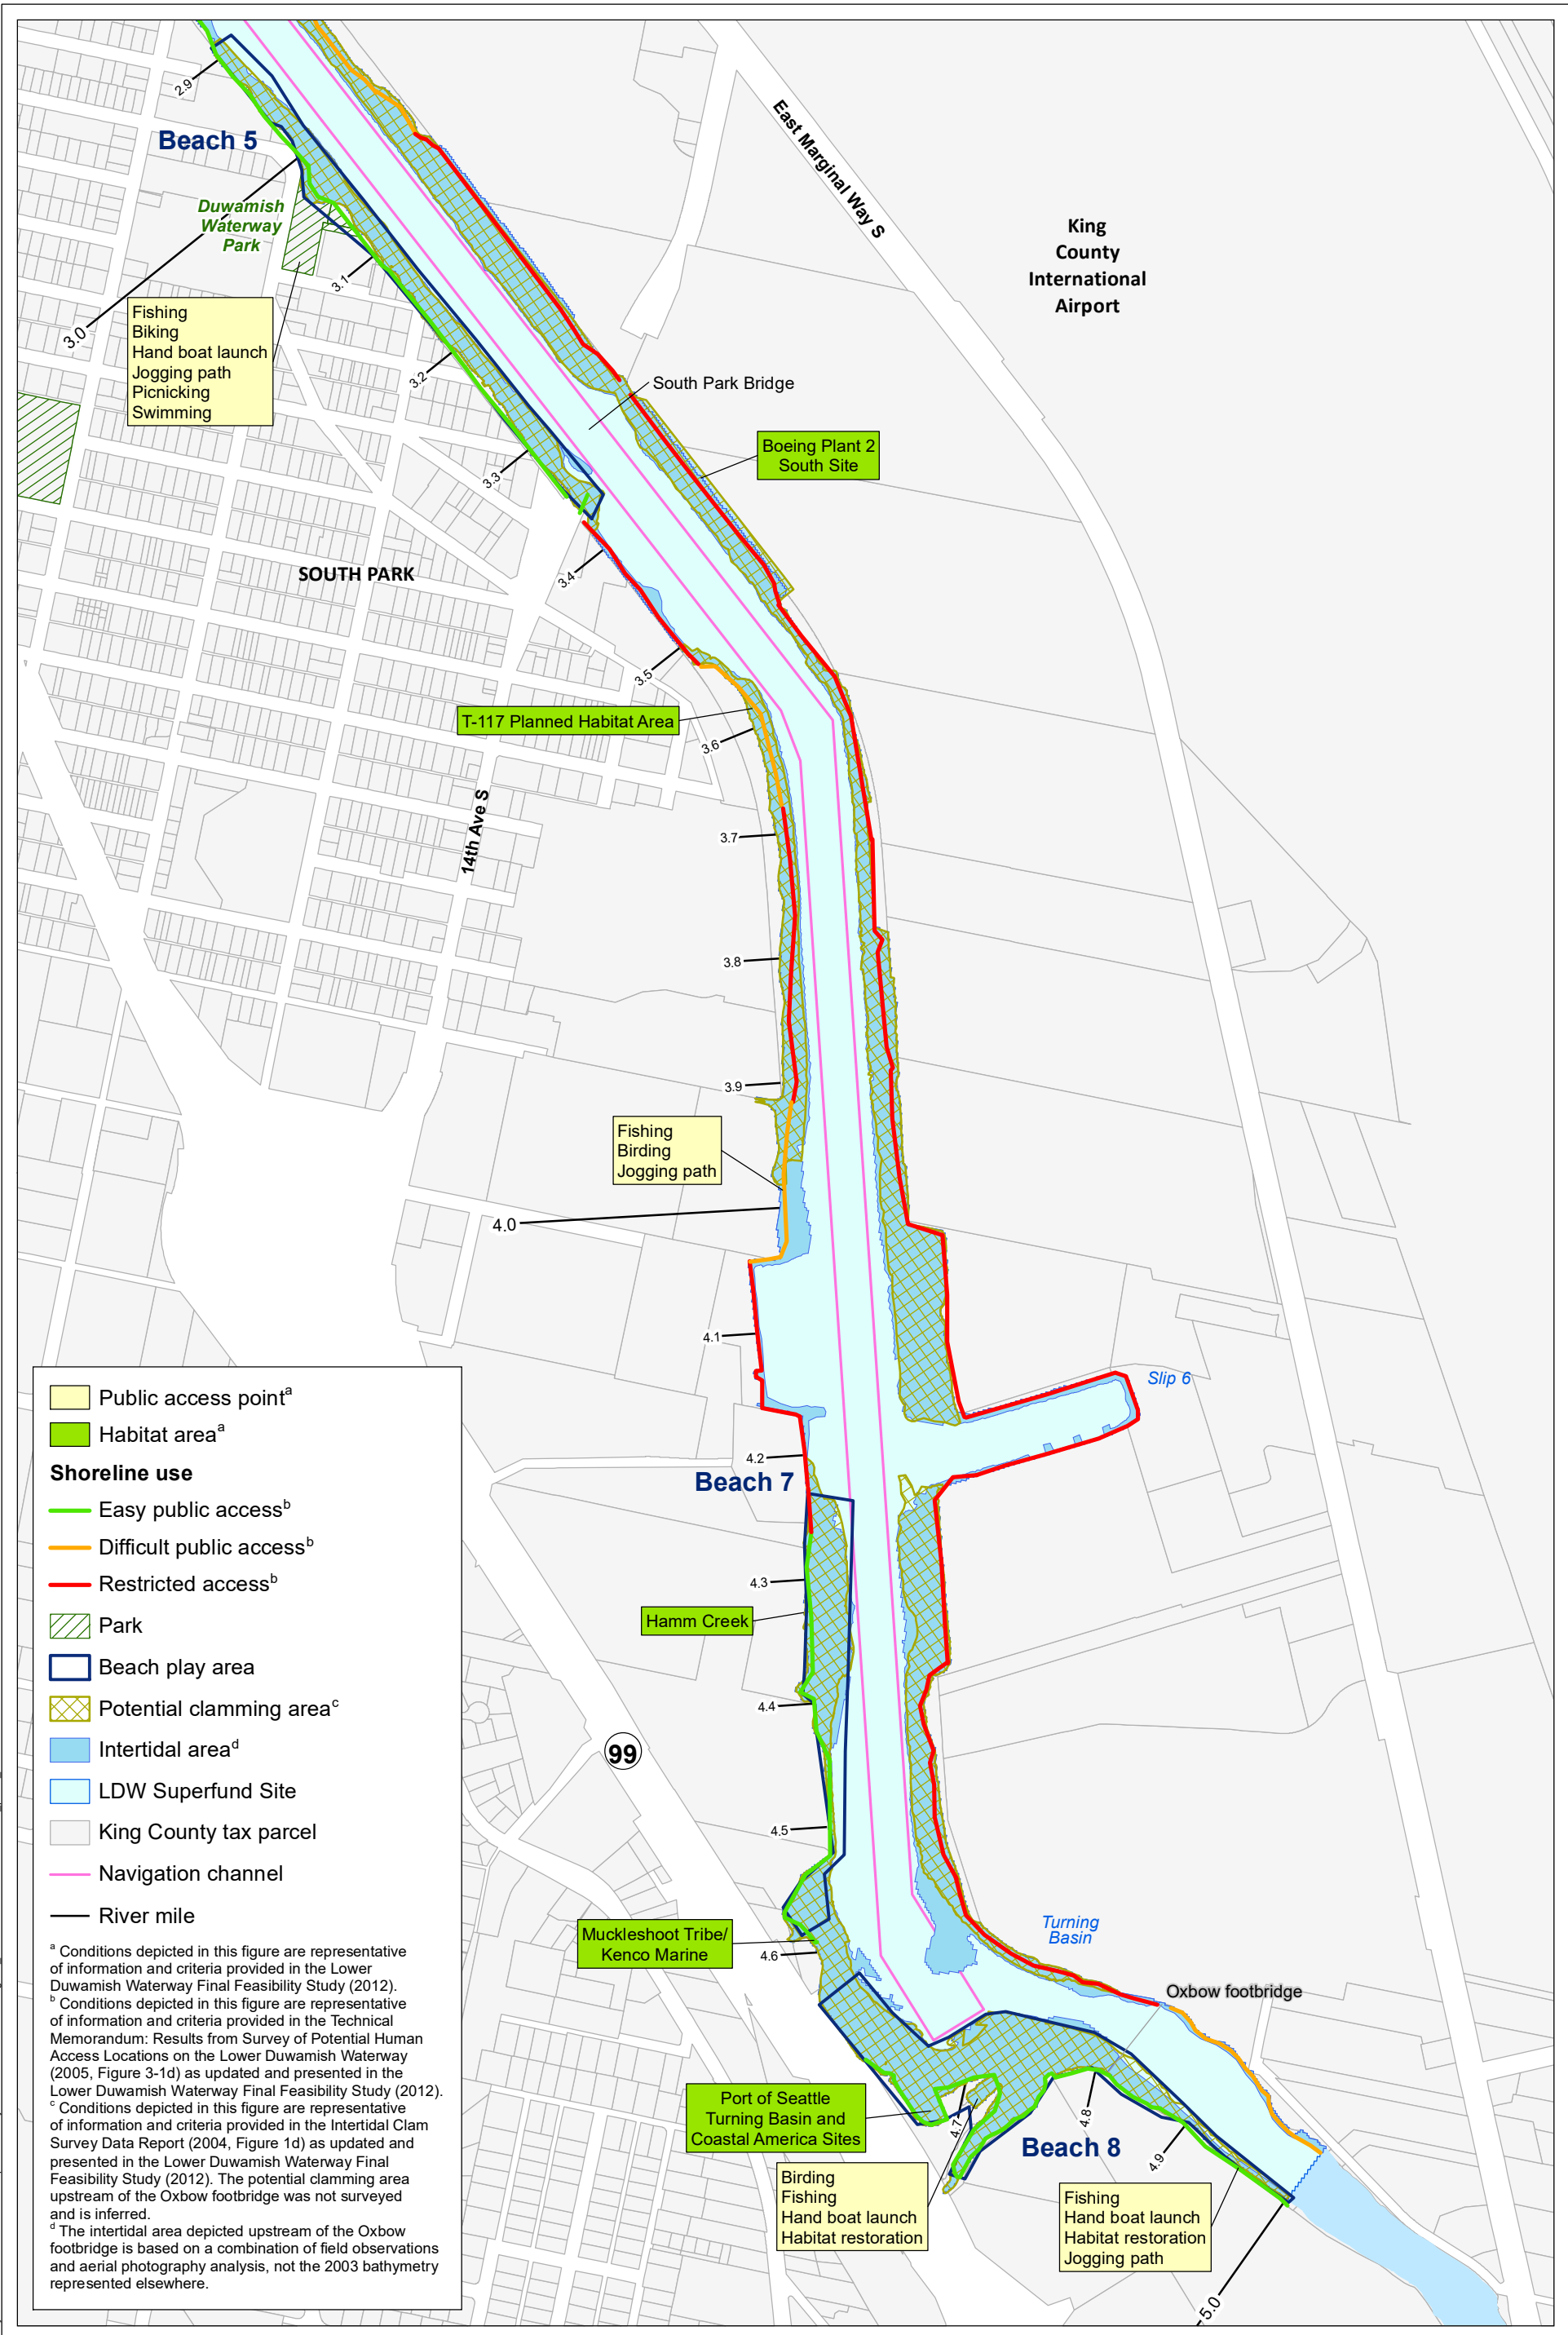 2.9
Beach 5
East Marginal Way S
Duwamish
Waterway
Park
King
County
International
Airport
3.1
3.0
Fishing
Biking
Hand boat launch
Jogging path
Picnicking
Swimming
3.2
South Park Bridge
Boeing Plant 2
South Site
3.3
SOUTH PARK
3.4
3.5
T-117 Planned Habitat Area
3.6
14th Ave S
3.7
3.8
3.9
Fishing
Birding
Jogging path
4.0
4.1
Slip 6
4.2
Beach 7
4.3
Hamm Creek
4.4
99
4.5
Muckleshoot Tribe/
Kenco Marine
4.6
Turning
Basin
Oxbow footbridge
Port of Seattle
Turning Basin and
Coastal America Sites
4.7
4.8
Beach 8
4.9
Birding
Fishing
Hand boat launch
Habitat restoration
Fishing
Hand boat launch
Habitat restoration
Jogging path
5.0
Public access point^a
Habitat area^a
Shoreline use
Easy public access^b
Difficult public access^b
Restricted access^b
Park
Beach play area
Potential clamming area^c
Intertidal area^d
LDW Superfund Site
King County tax parcel
Navigation channel
River mile
^a Conditions depicted in this figure are representative
of information and criteria provided in the Lower
Duwamish Waterway Final Feasibility Study (2012).
^b Conditions depicted in this figure are representative
of information and criteria provided in the Technical
Memorandum: Results from Survey of Potential Human
Access Locations on the Lower Duwamish Waterway
(2005, Figure 3-1d) as updated and presented in the
Lower Duwamish Waterway Final Feasibility Study (2012).
^c Conditions depicted in this figure are representative
of information and criteria provided in the Intertidal Clam
Survey Data Report (2004, Figure 1d) as updated and
presented in the Lower Duwamish Waterway Final
Feasibility Study (2012). The potential clamming area
upstream of the Oxbow footbridge was not surveyed
and is inferred.
^d The intertidal area depicted upstream of the Oxbow
footbridge is based on a combination of field observations
and aerial photography analysis, not the 2003 bathymetry
represented elsewhere.